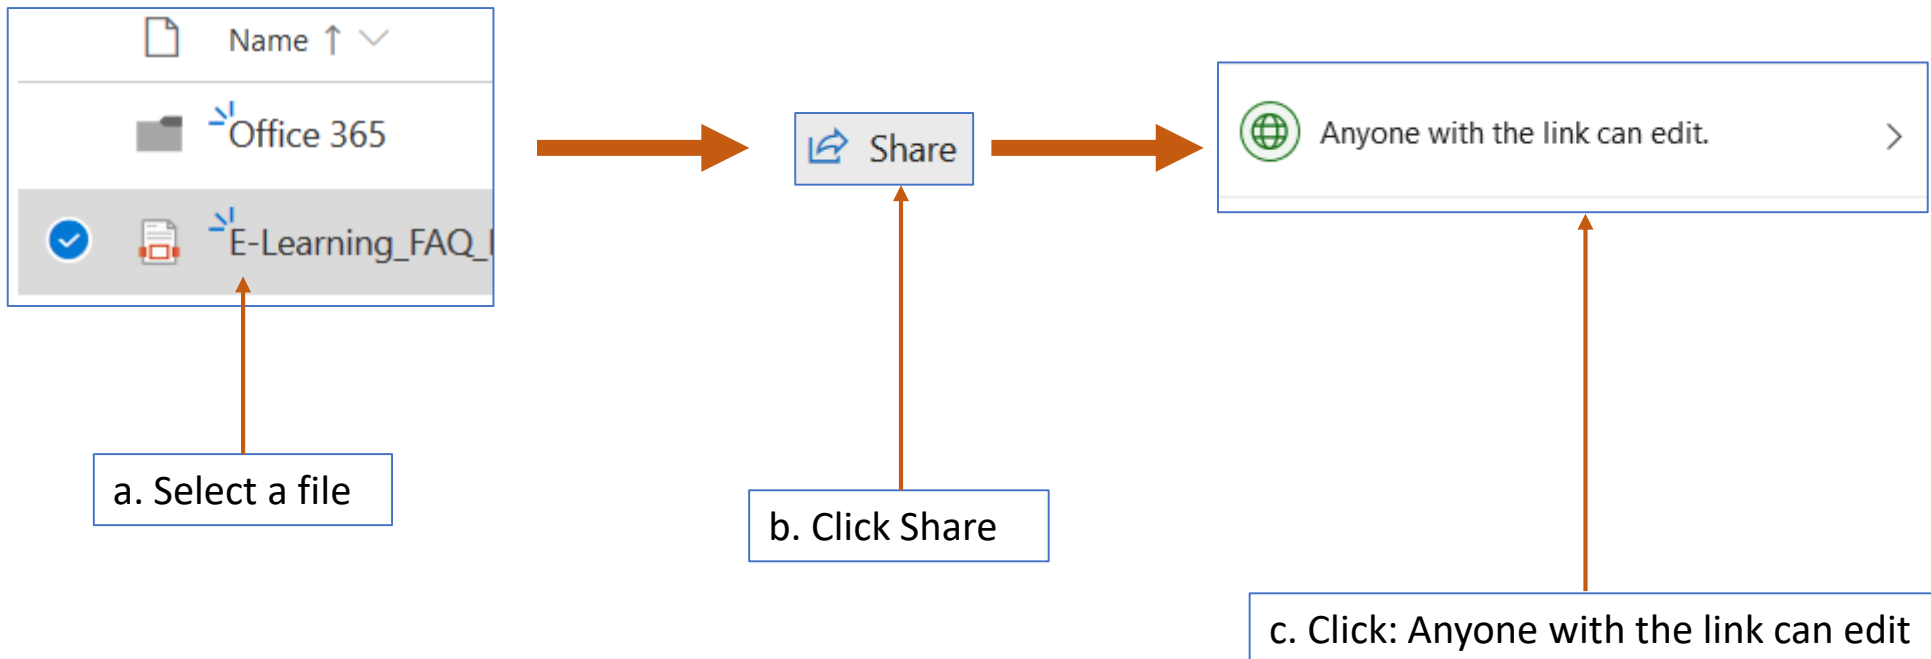 Name
Office 365
E-Learning_FAQ_
Share
Anyone with the link can edit.
a. Select a file
b. Click Share
c. Click: Anyone with the link can edit